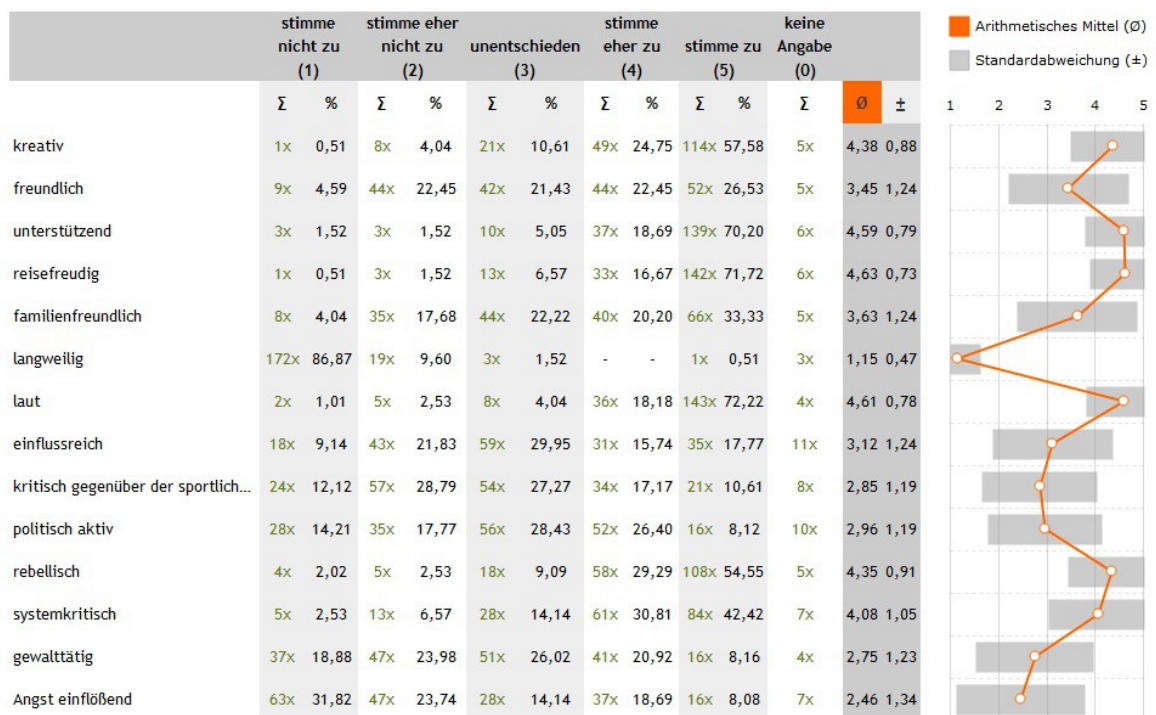 stimme nicht zu (1) stimme eher nicht zu (2) unentschieden (3) stimme eher zu (4) stimme zu (5) keine Angabe (0)
Arithmetisches Mittel (Ø)
Standardabweichung (±)
Σ % Σ % Σ % Σ % Σ % Σ Ø ± 1 2 3 4 5
kreativ 1x 0,51 8x 4,04 21x 10,61 49x 24,75 114x 57,58 5x 4,38 0,88
freundlich 9x 4,59 44x 22,45 42x 21,43 44x 22,45 52x 26,53 5x 3,45 1,24
unterstützend 3x 1,52 3x 1,52 10x 5,05 37x 18,69 139x 70,20 6x 4,59 0,79
reisefreudig 1x 0,51 3x 1,52 13x 6,57 33x 16,67 142x 71,72 6x 4,63 0,73
familienfreundlich 8x 4,04 35x 17,68 44x 22,22 40x 20,20 66x 33,33 5x 3,63 1,24
langweilig 172x 86,87 19x 9,60 3x 1,52 - - 1x 0,51 3x 1,15 0,47
laut 2x 1,01 5x 2,53 8x 4,04 36x 18,18 143x 72,22 4x 4,61 0,78
einflussreich 18x 9,14 43x 21,83 59x 29,95 31x 15,74 35x 17,77 11x 3,12 1,24
kritisch gegenüber der sportlich... 24x 12,12 57x 28,79 54x 27,27 34x 17,17 21x 10,61 8x 2,85 1,19
politisch aktiv 28x 14,21 35x 17,77 56x 28,43 52x 26,40 16x 8,12 10x 2,96 1,19
rebellisch 4x 2,02 5x 2,53 18x 9,09 58x 29,29 108x 54,55 5x 4,35 0,91
systemkritisch 5x 2,53 13x 6,57 28x 14,14 61x 30,81 84x 42,42 7x 4,08 1,05
gewalttätig 37x 18,88 47x 23,98 51x 26,02 41x 20,92 16x 8,16 4x 2,75 1,23
Angst einflößend 63x 31,82 47x 23,74 28x 14,14 37x 18,69 16x 8,08 7x 2,46 1,34